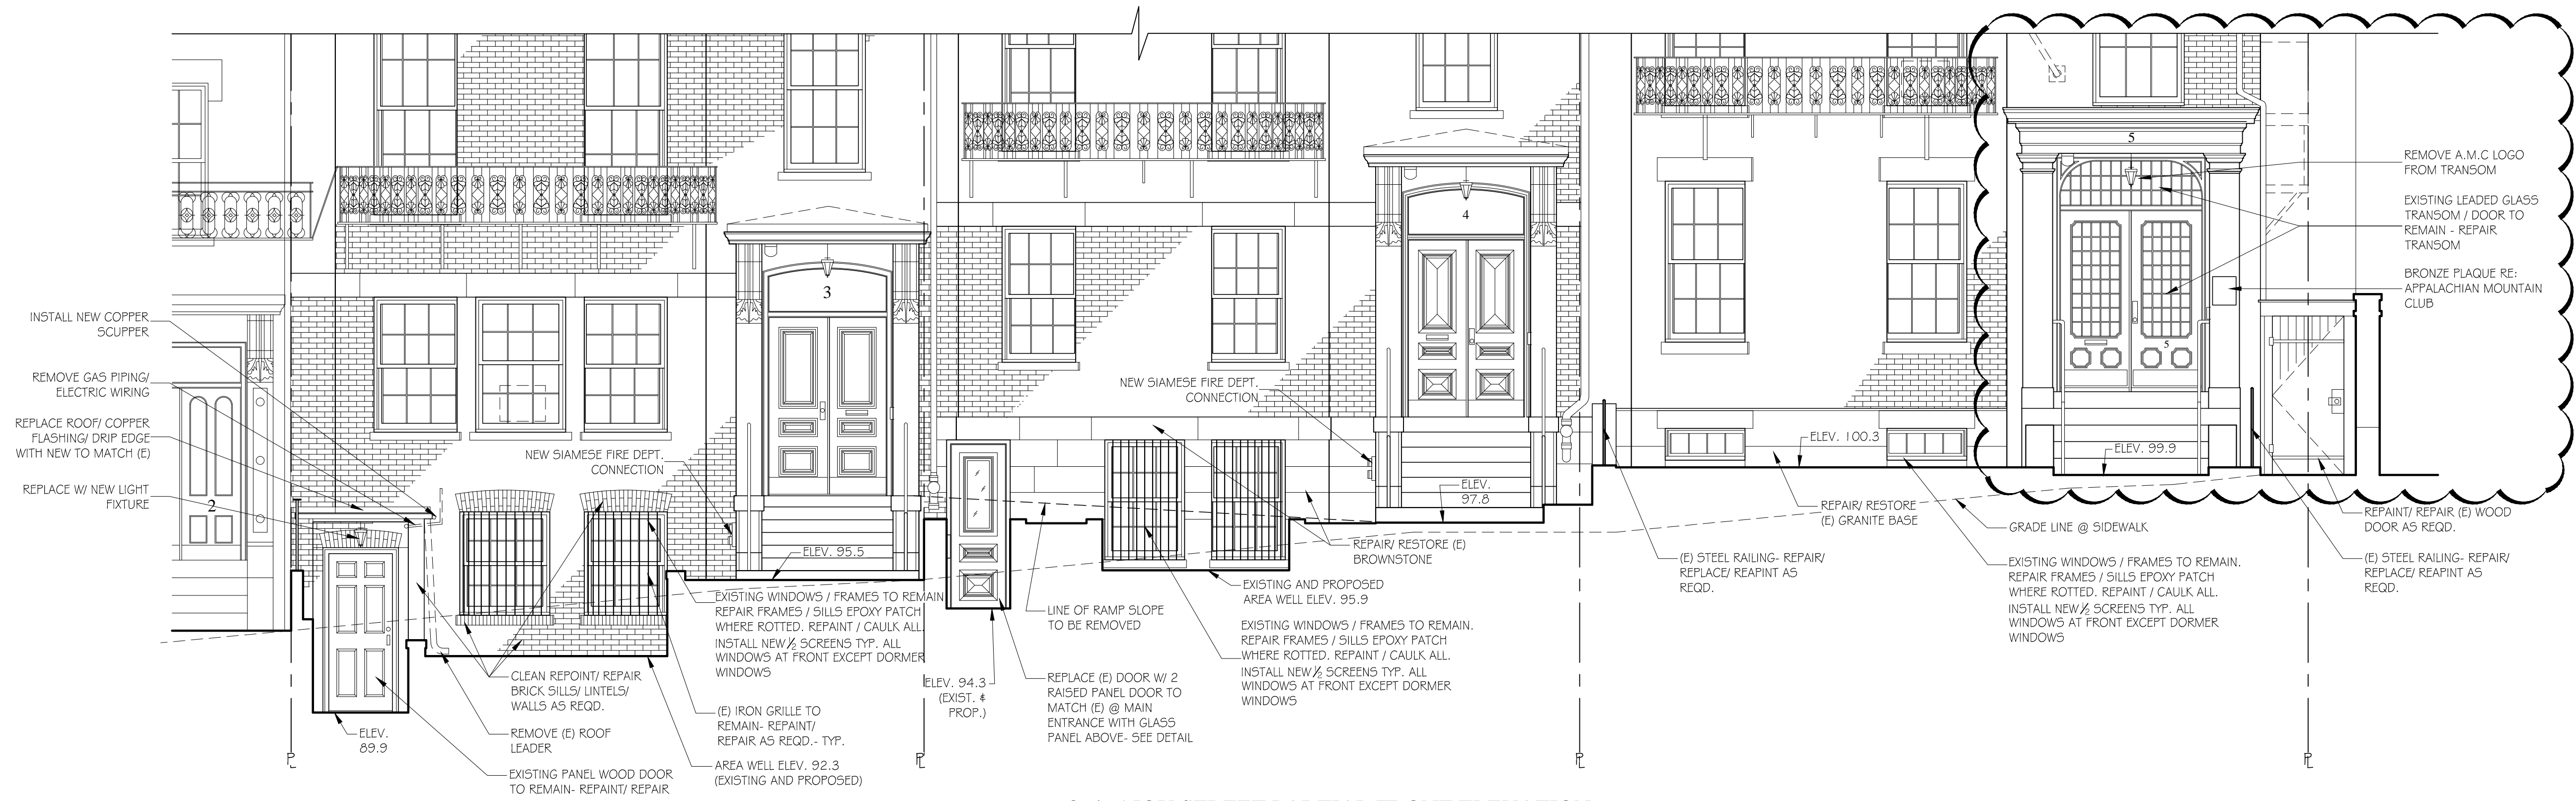 INSTALL NEW COPPER
SCUPPER
REMOVE GAS PIPING/
ELECTRIC WIRING
REPLACE ROOF/ COPPER
FLASHING/ DRIP EDGE
WITH NEW TO MATCH (E)
REPLACE W/ NEW LIGHT
FIXTURE
2
ELEV.
89.9
EXISTING PANEL WOOD DOOR
TO REMAIN- REPAINT/ REPAIR
REMOVE (E) ROOF
LEADER
CLEAN REPOINT/ REPAIR
BRICK SILLS/ LINTELS/
WALLS AS REQD.
NEW SIAMESE FIRE DEPT.
CONNECTION
3
ELEV. 95.5
EXISTING WINDOWS / FRAMES TO REMAIN
REPAIR FRAMES / SILLS EPOXY PATCH
WHERE ROTTED. REPAINT / CAULK ALL.
INSTALL NEW ½ SCREENS TYP. ALL
WINDOWS AT FRONT EXCEPT DORMER
WINDOWS
(E) IRON GRILLE TO
REMAIN- REPAINT/
REPAIR AS REQD.- TYP.
AREA WELL ELEV. 92.3
(EXISTING AND PROPOSED)
ELEV. 94.3
(EXIST. &
PROP.)
LINE OF RAMP SLOPE
TO BE REMOVED
REPLACE (E) DOOR W/ 2
RAISED PANEL DOOR TO
MATCH (E) @ MAIN
ENTRANCE WITH GLASS
PANEL ABOVE- SEE DETAIL
NEW SIAMESE FIRE DEPT.
CONNECTION
4
ELEV.
97.8
REPAIR/ RESTORE (E)
BROWNSTONE
EXISTING AND PROPOSED
AREA WELL ELEV. 95.9
EXISTING WINDOWS / FRAMES TO REMAIN.
REPAIR FRAMES / SILLS EPOXY PATCH
WHERE ROTTED. REPAINT / CAULK ALL.
INSTALL NEW ½ SCREENS TYP. ALL
WINDOWS AT FRONT EXCEPT DORMER
WINDOWS
(E) STEEL RAILING- REPAIR/
REPLACE/ REAPINT AS
REQD.
ELEV. 100.3
REPAIR/ RESTORE
(E) GRANITE BASE
5
5
ELEV. 99.9
GRADE LINE @ SIDEWALK
EXISTING WINDOWS / FRAMES TO REMAIN.
REPAIR FRAMES / SILLS EPOXY PATCH
WHERE ROTTED. REPAINT / CAULK ALL.
INSTALL NEW ½ SCREENS TYP. ALL
WINDOWS AT FRONT EXCEPT DORMER
WINDOWS
REMOVE A.M.C LOGO
FROM TRANSOM
EXISTING LEADED GLASS
TRANSOM / DOOR TO
REMAIN - REPAIR
TRANSOM
BRONZE PLAQUE RE:
APPALACHIAN MOUNTAIN
CLUB
REPAINT/ REPAIR (E) WOOD
DOOR AS REQD.
(E) STEEL RAILING- REPAIR/
REPLACE/ REAPINT AS
REQD.
PL
PL
PL
PL